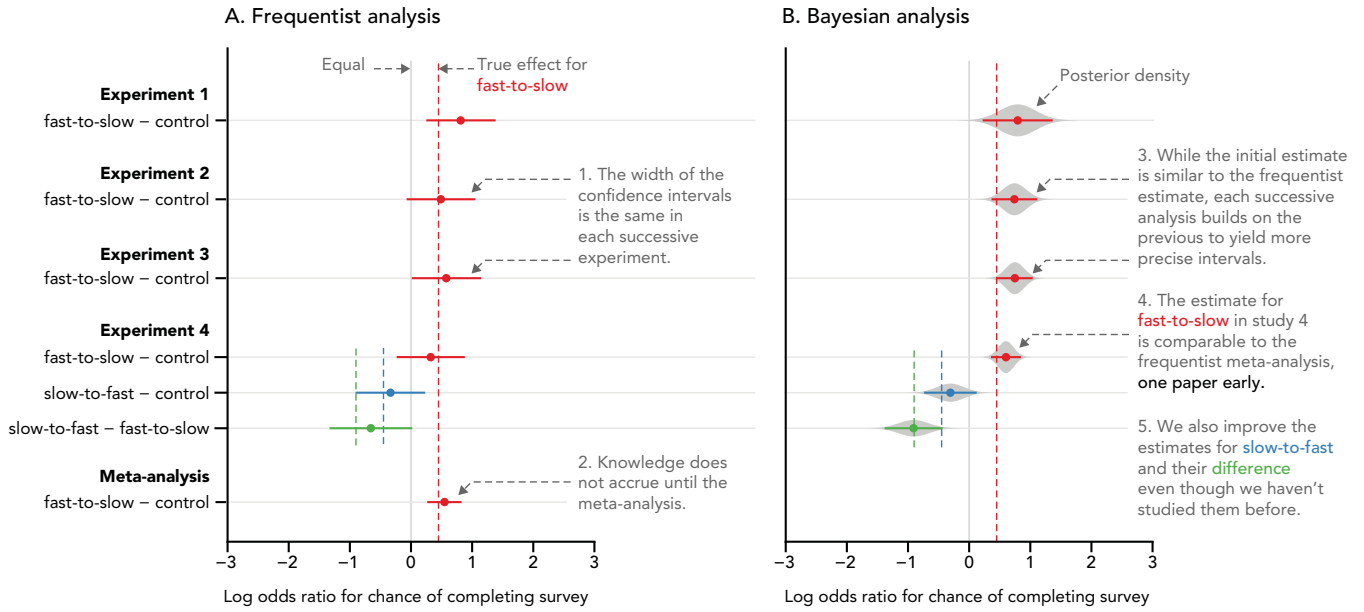 A. Frequentist analysis
Equal
True effect for
fast-to-slow
Experiment 1
fast-to-slow – control
Experiment 2
fast-to-slow – control
Experiment 3
fast-to-slow – control
Experiment 4
fast-to-slow – control
slow-to-fast – control
slow-to-fast – fast-to-slow
Meta-analysis
fast-to-slow – control
1. The width of the
confidence intervals
is the same in
each successive
experiment.
2. Knowledge does
not accrue until the
meta-analysis.
−3 −2 −1 0 1 2 3
Log odds ratio for chance of completing survey
B. Bayesian analysis
Posterior density
3. While the initial estimate
is similar to the frequentist
estimate, each successive
analysis builds on the
previous to yield more
precise intervals.
4. The estimate for
fast-to-slow in study 4
is comparable to the
frequentist meta-analysis,
one paper early.
5. We also improve the
estimates for slow-to-fast
and their difference
even though we haven’t
studied them before.
−3 −2 −1 0 1 2 3
Log odds ratio for chance of completing survey